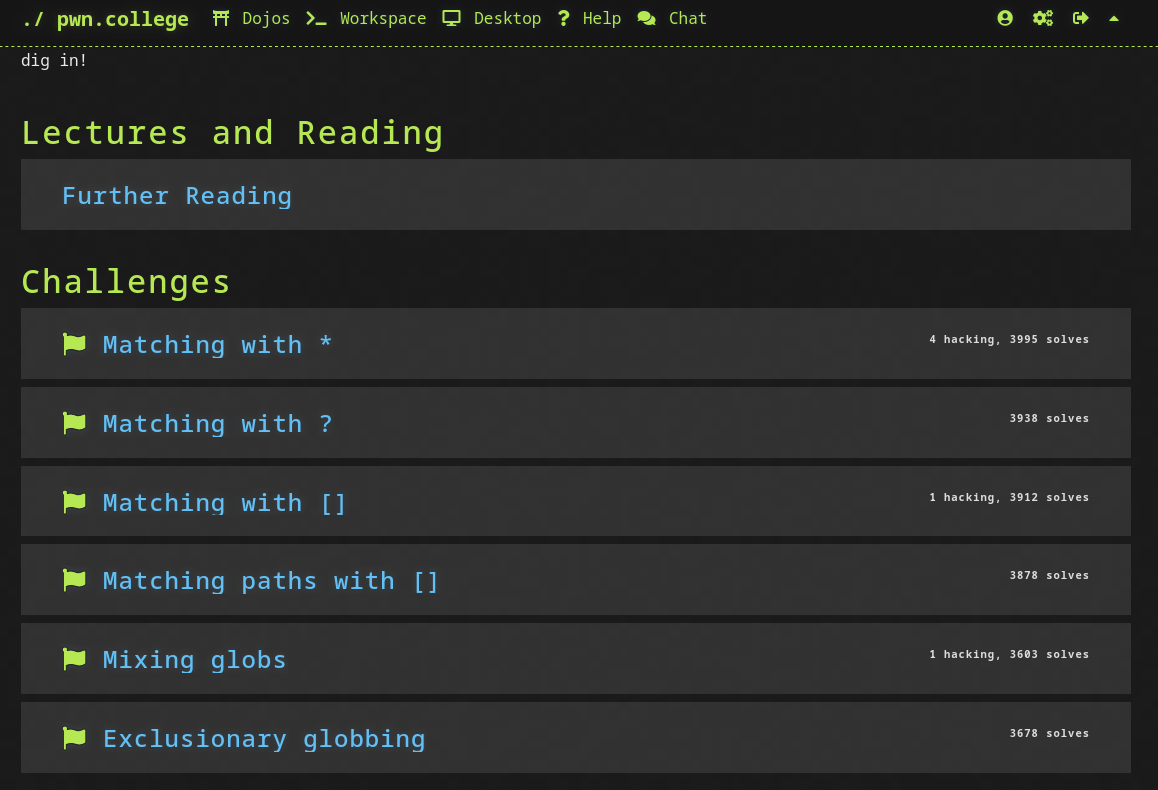 ./ pwn.college Dojos Workspace Desktop Help Chat
dig in!
Lectures and Reading
Further Reading
Challenges
Matching with * 4 hacking, 3995 solves
Matching with ? 3938 solves
Matching with [] 1 hacking, 3912 solves
Matching paths with [] 3878 solves
Mixing globs 1 hacking, 3603 solves
Exclusionary globbing 3678 solves